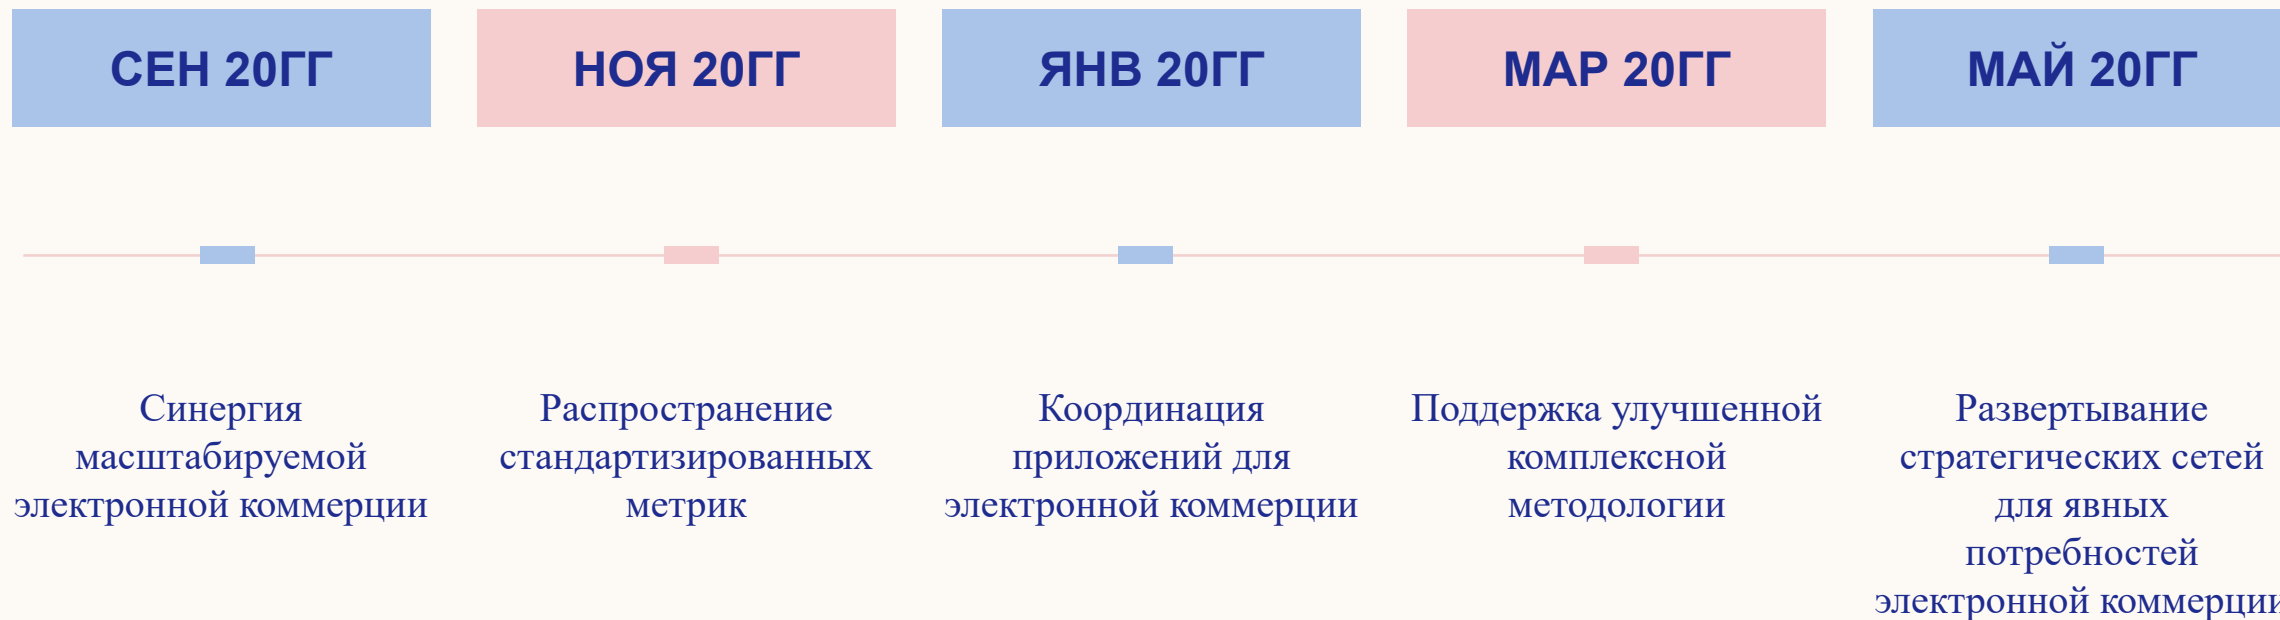 СЕН 20ГГ
НОЯ 20ГГ
ЯНВ 20ГГ
МАР 20ГГ
МАЙ 20ГГ
Синергия
масштабируемой
электронной коммерции
Распространение
стандартизированных
метрик
Координация
приложений для
электронной коммерции
Поддержка улучшенной
комплексной
методологии
Развертывание
стратегических сетей
для явных
потребностей
электронной коммерции